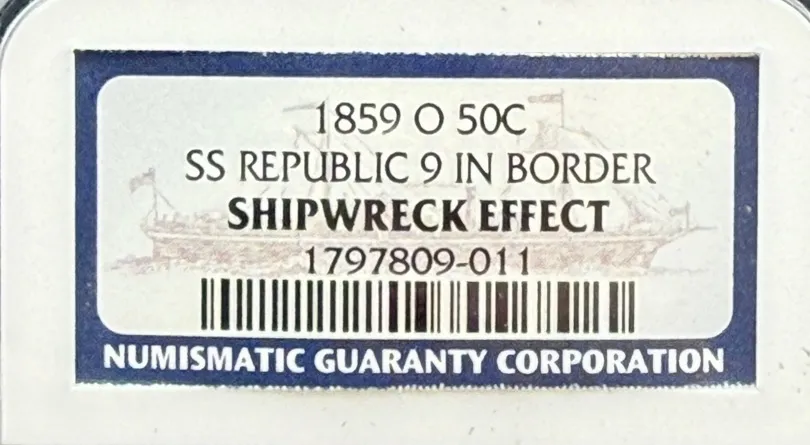 1859 O 50C
SS REPUBLIC 9 IN BORDER
SHIPWRECK EFFECT
1797809-011
NUMISMATIC GUARANTY CORPORATION